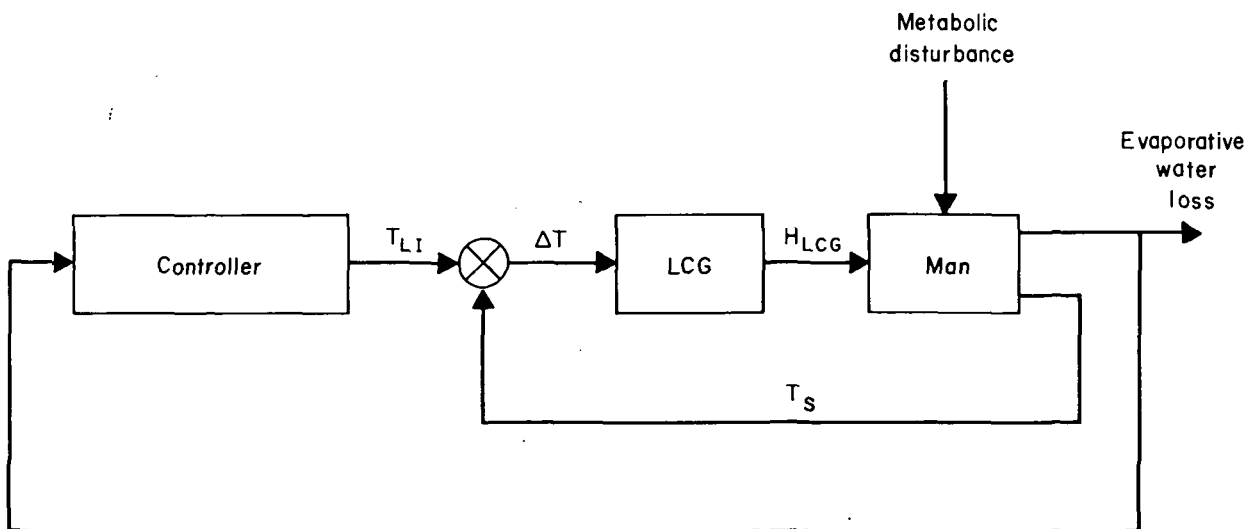 Metabolic
disturbance
Evaporative
water
loss
Controller
T_LI
ΔT
LCG
H_LCG
Man
T_S